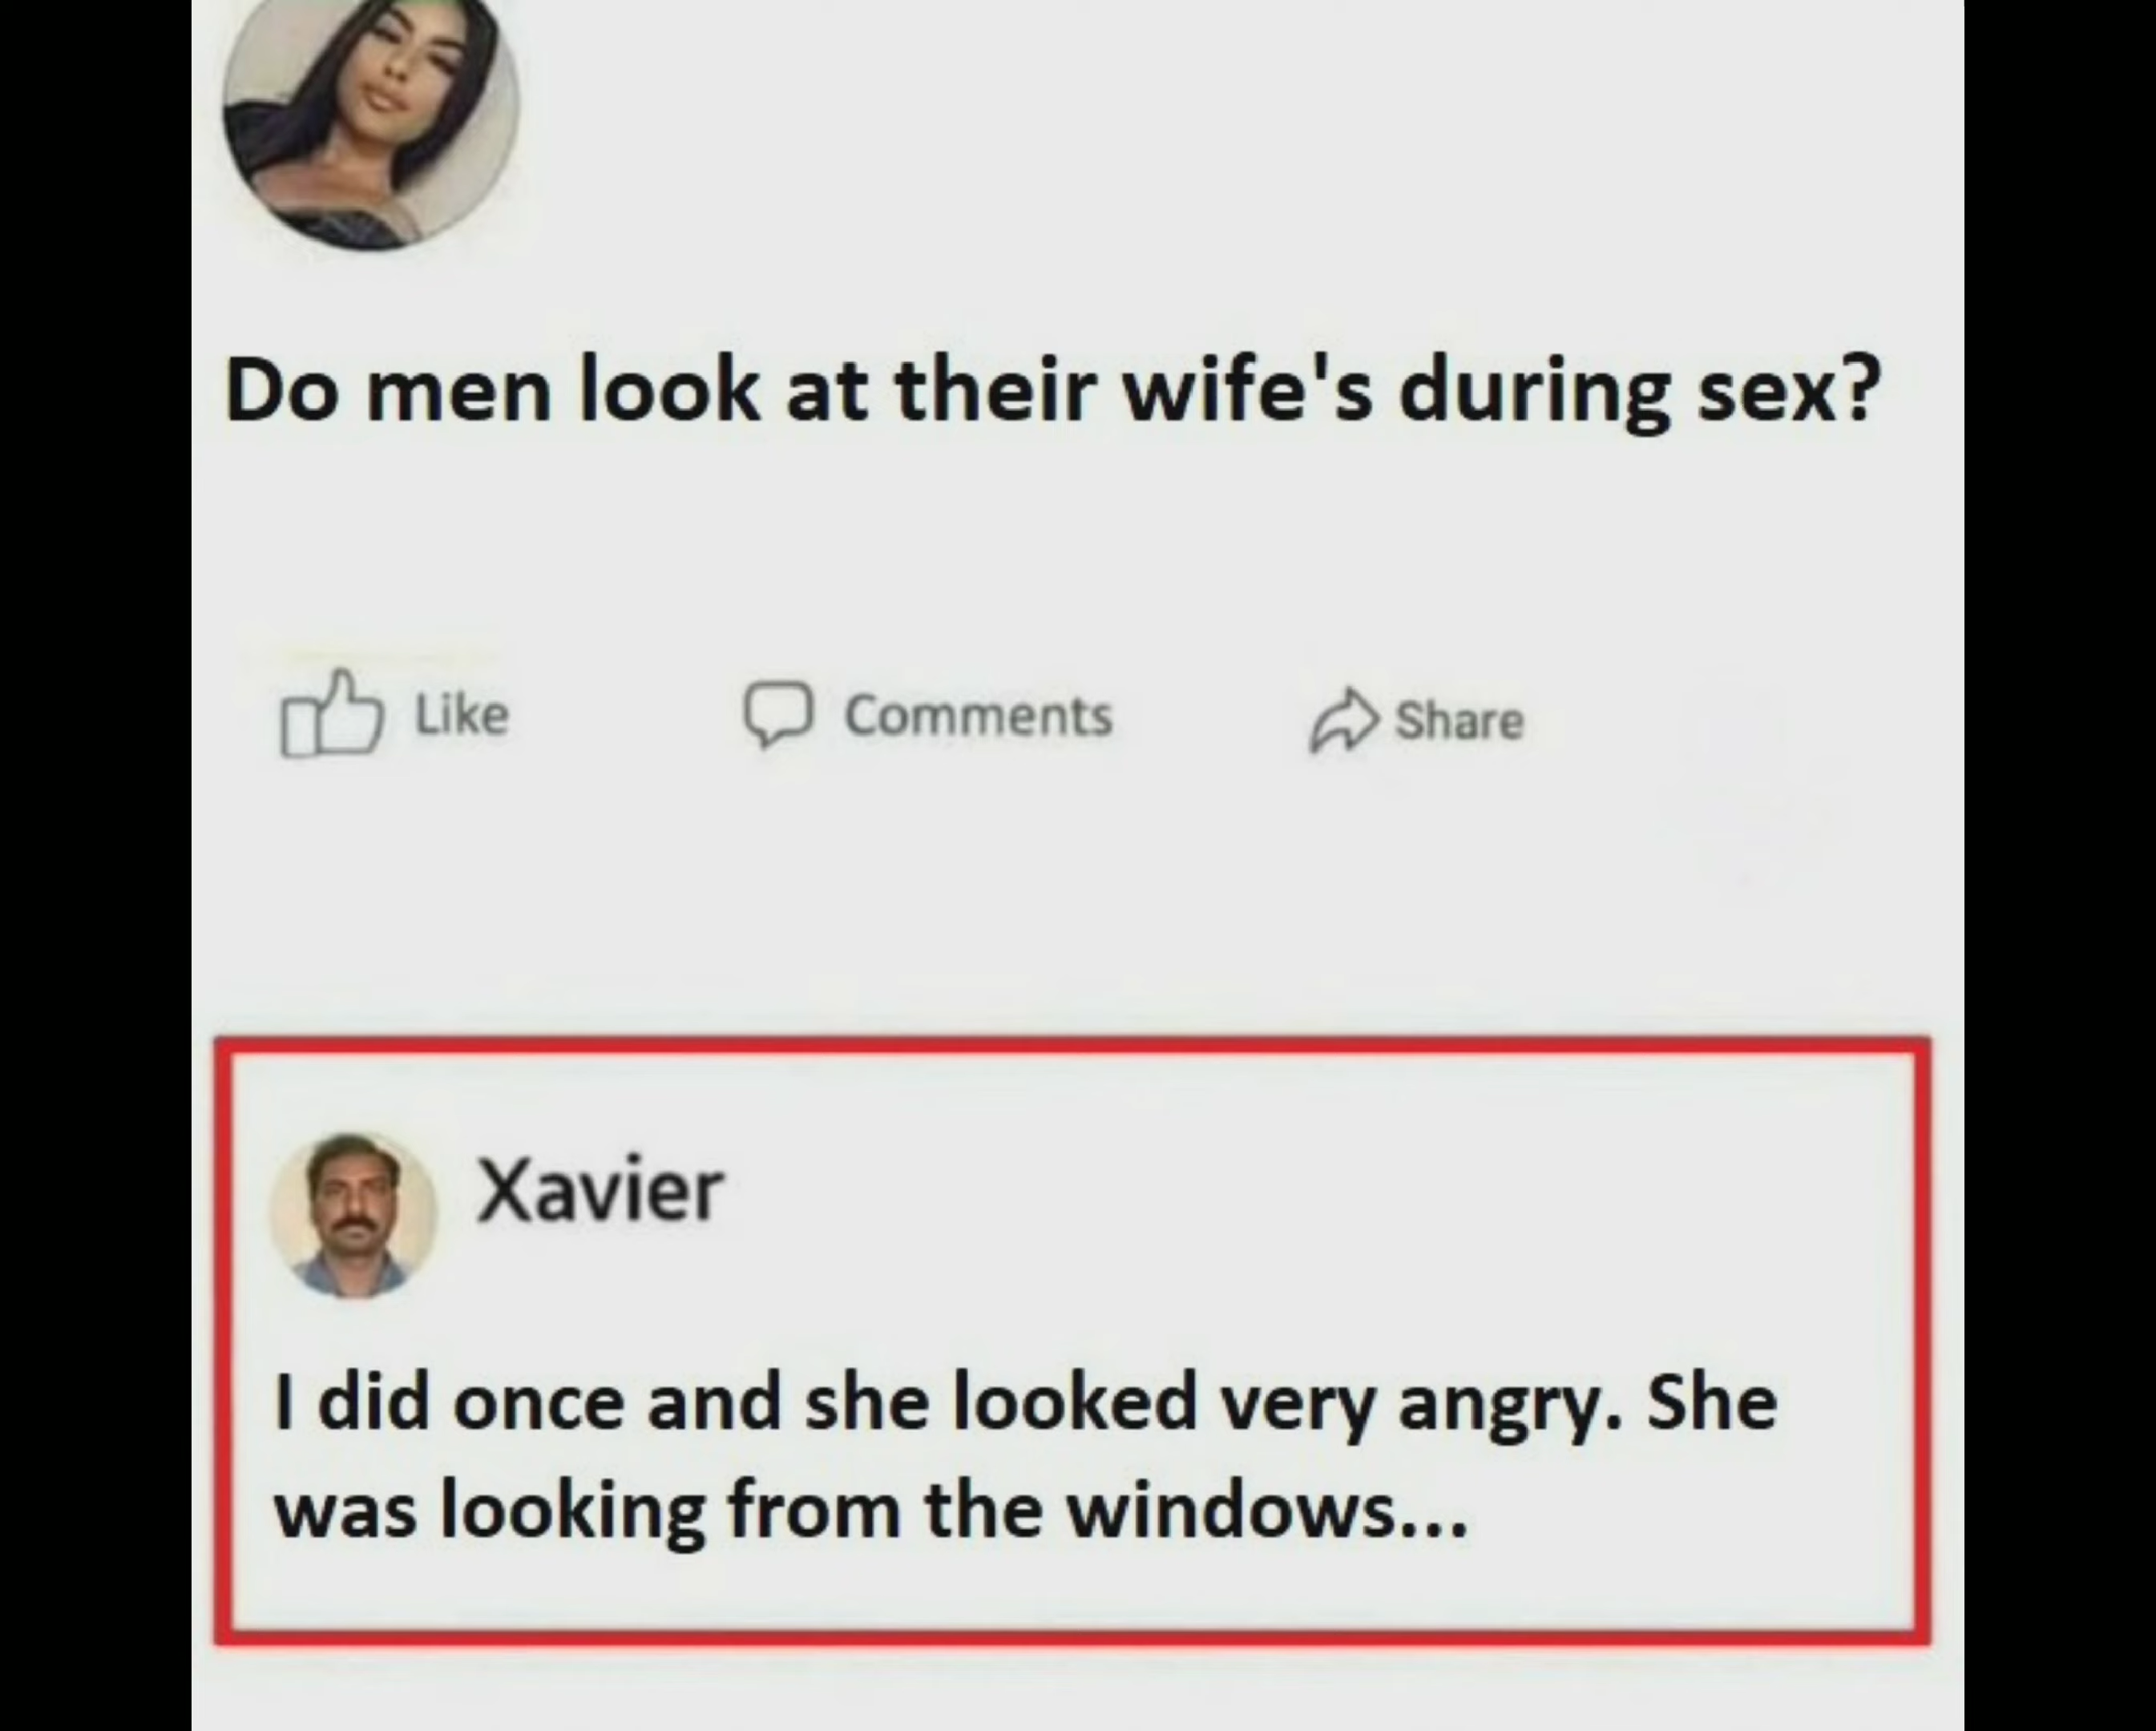 Do men look at their wife's during sex?
Like Comments Share
Xavier
I did once and she looked very angry. She
was looking from the windows...